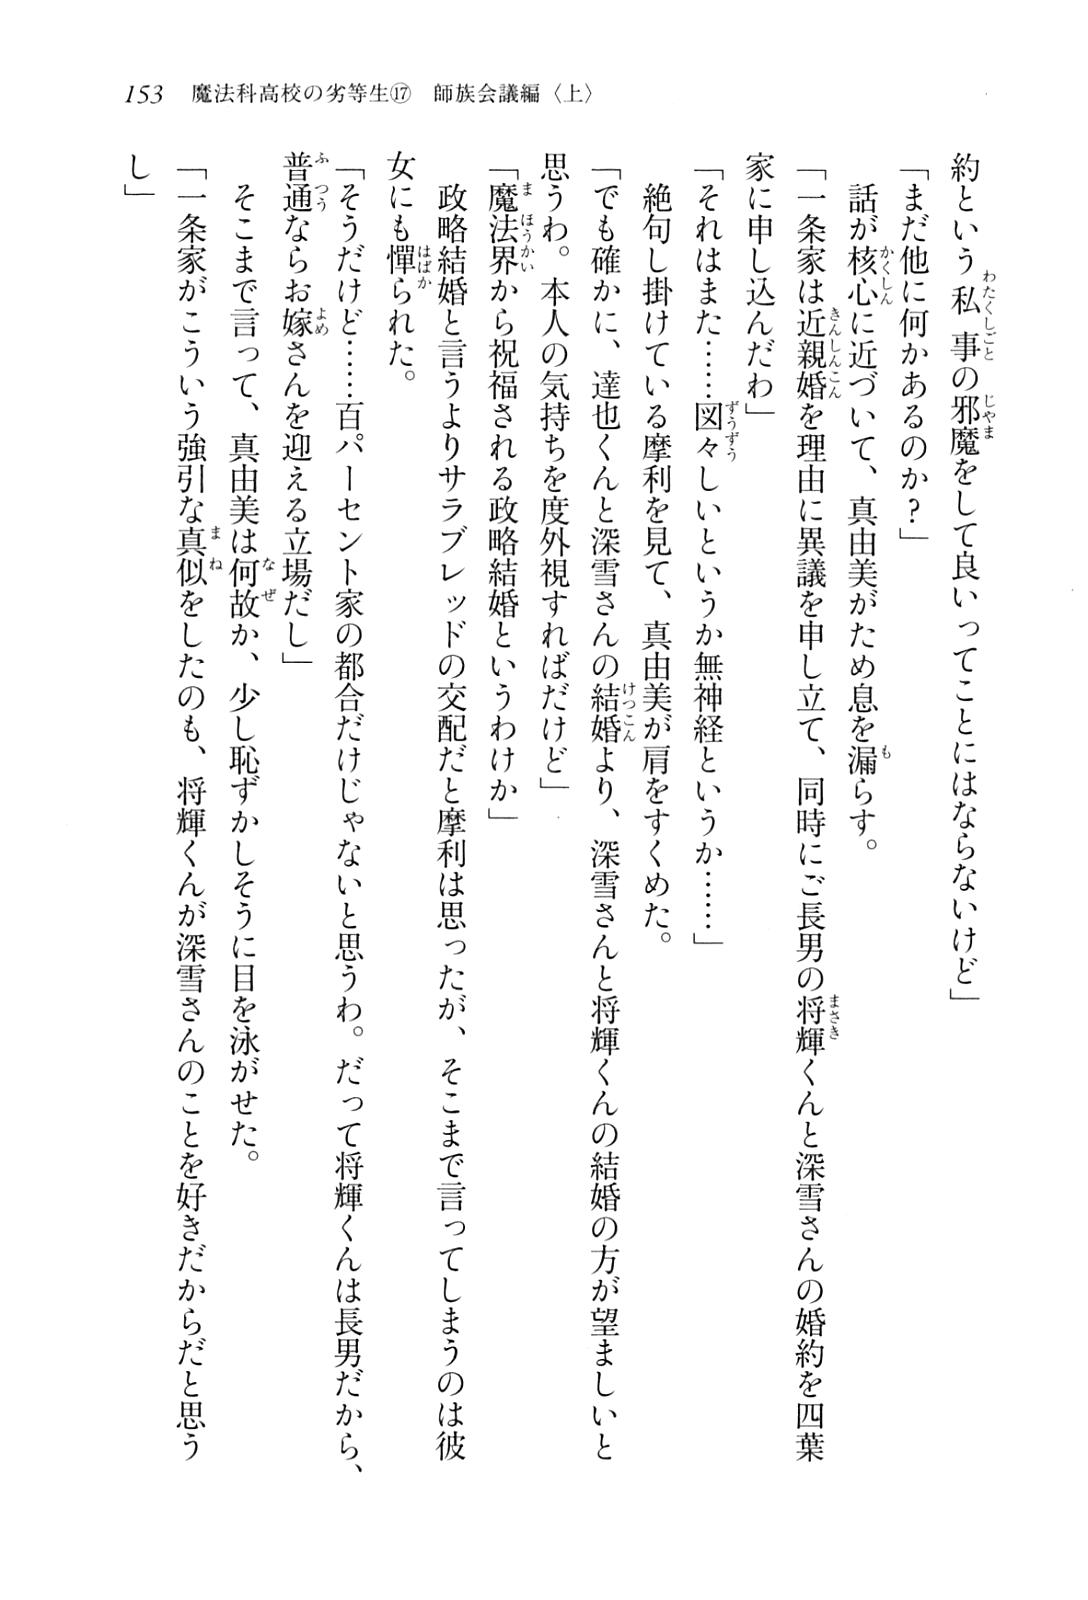 153　魔法科高校の劣等生⑰　師族会議編〈上〉
約という私事の邪魔をして良いってことにはならないけど」
「まだ他に何かあるのか？」
　話が核心に近づいて、真由美がため息を漏らす。
「一条家は近親婚を理由に異議を申し立て、同時にご長男の将輝くんと深雪さんの婚約を四葉
家に申し込んだわ」
「それはまた……図々しいというか無神経というか……」
　絶句し掛けている摩利を見て、真由美が肩をすくめた。
「でも確かに、達也くんと深雪さんの結婚より、深雪さんと将輝くんの結婚の方が望ましいと
思うわ。本人の気持ちを度外視すればだけど」
「魔法界から祝福される政略結婚というわけか」
　政略結婚と言うよりサラブレッドの交配だと摩利は思ったが、そこまで言ってしまうのは彼
女にも憚られた。
「そうだけど……百パーセント家の都合だけじゃないと思うわ。だって将輝くんは長男だから、
普通ならお嫁さんを迎える立場だし」
　そこまで言って、真由美は何故か、少し恥ずかしそうに目を泳がせた。
「一条家がこういう強引な真似をしたのも、将輝くんが深雪さんのことを好きだからだと思う
し」